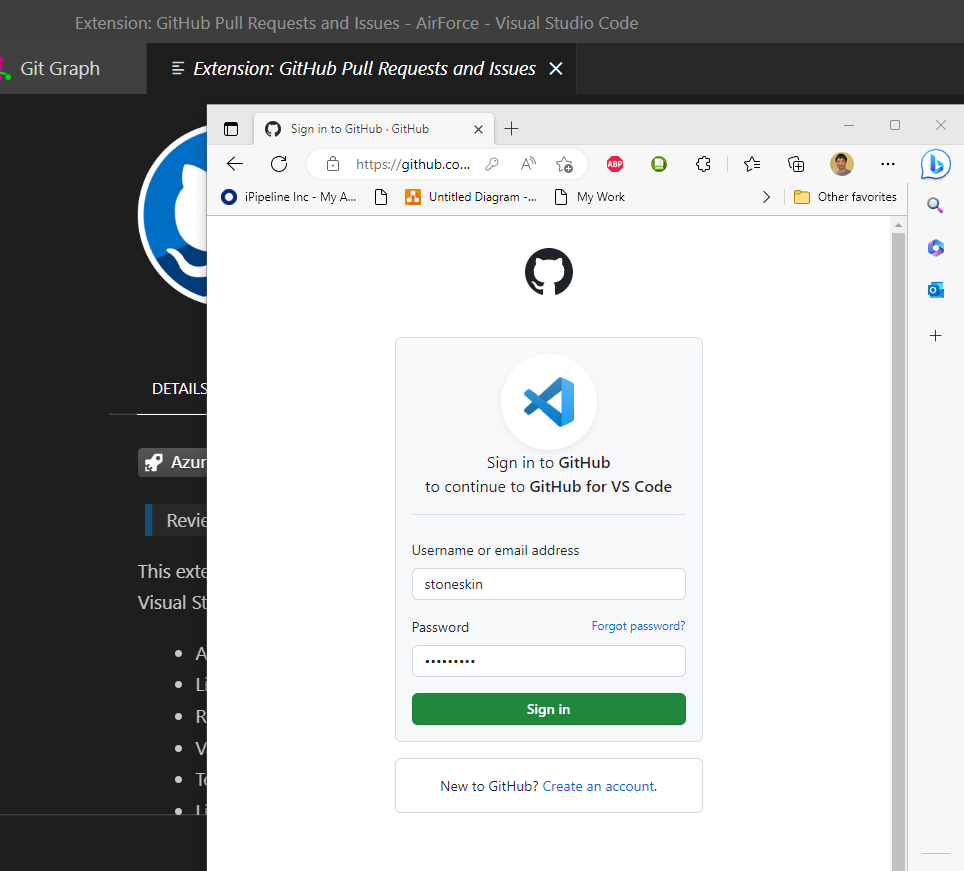 Extension: GitHub Pull Requests and Issues - AirForce - Visual Studio Code
Git Graph
Extension: GitHub Pull Requests and Issues
Sign in to GitHub · GitHub
https://github.co...
ABP
iPipeline Inc - My A...
Untitled Diagram -...
My Work
Other favorites
DETAILS
Azur
Revie
This exte
Visual St
A
Li
R
V
Te
Li
Sign in to GitHub
to continue to GitHub for VS Code
Username or email address
stoneskin
Password
Forgot password?
•••••••••
Sign in
New to GitHub? Create an account.